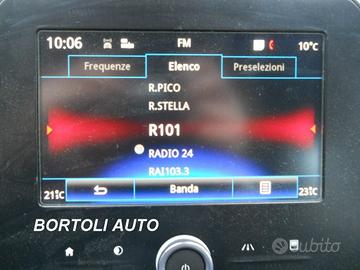 10:06 FM 10°C
Frequenze Elenco Preselezioni
R.PICO
R.STELLA
R101
RADIO 24
RAI103.3
21°C Banda 23°C
BORTOLI AUTO
subito